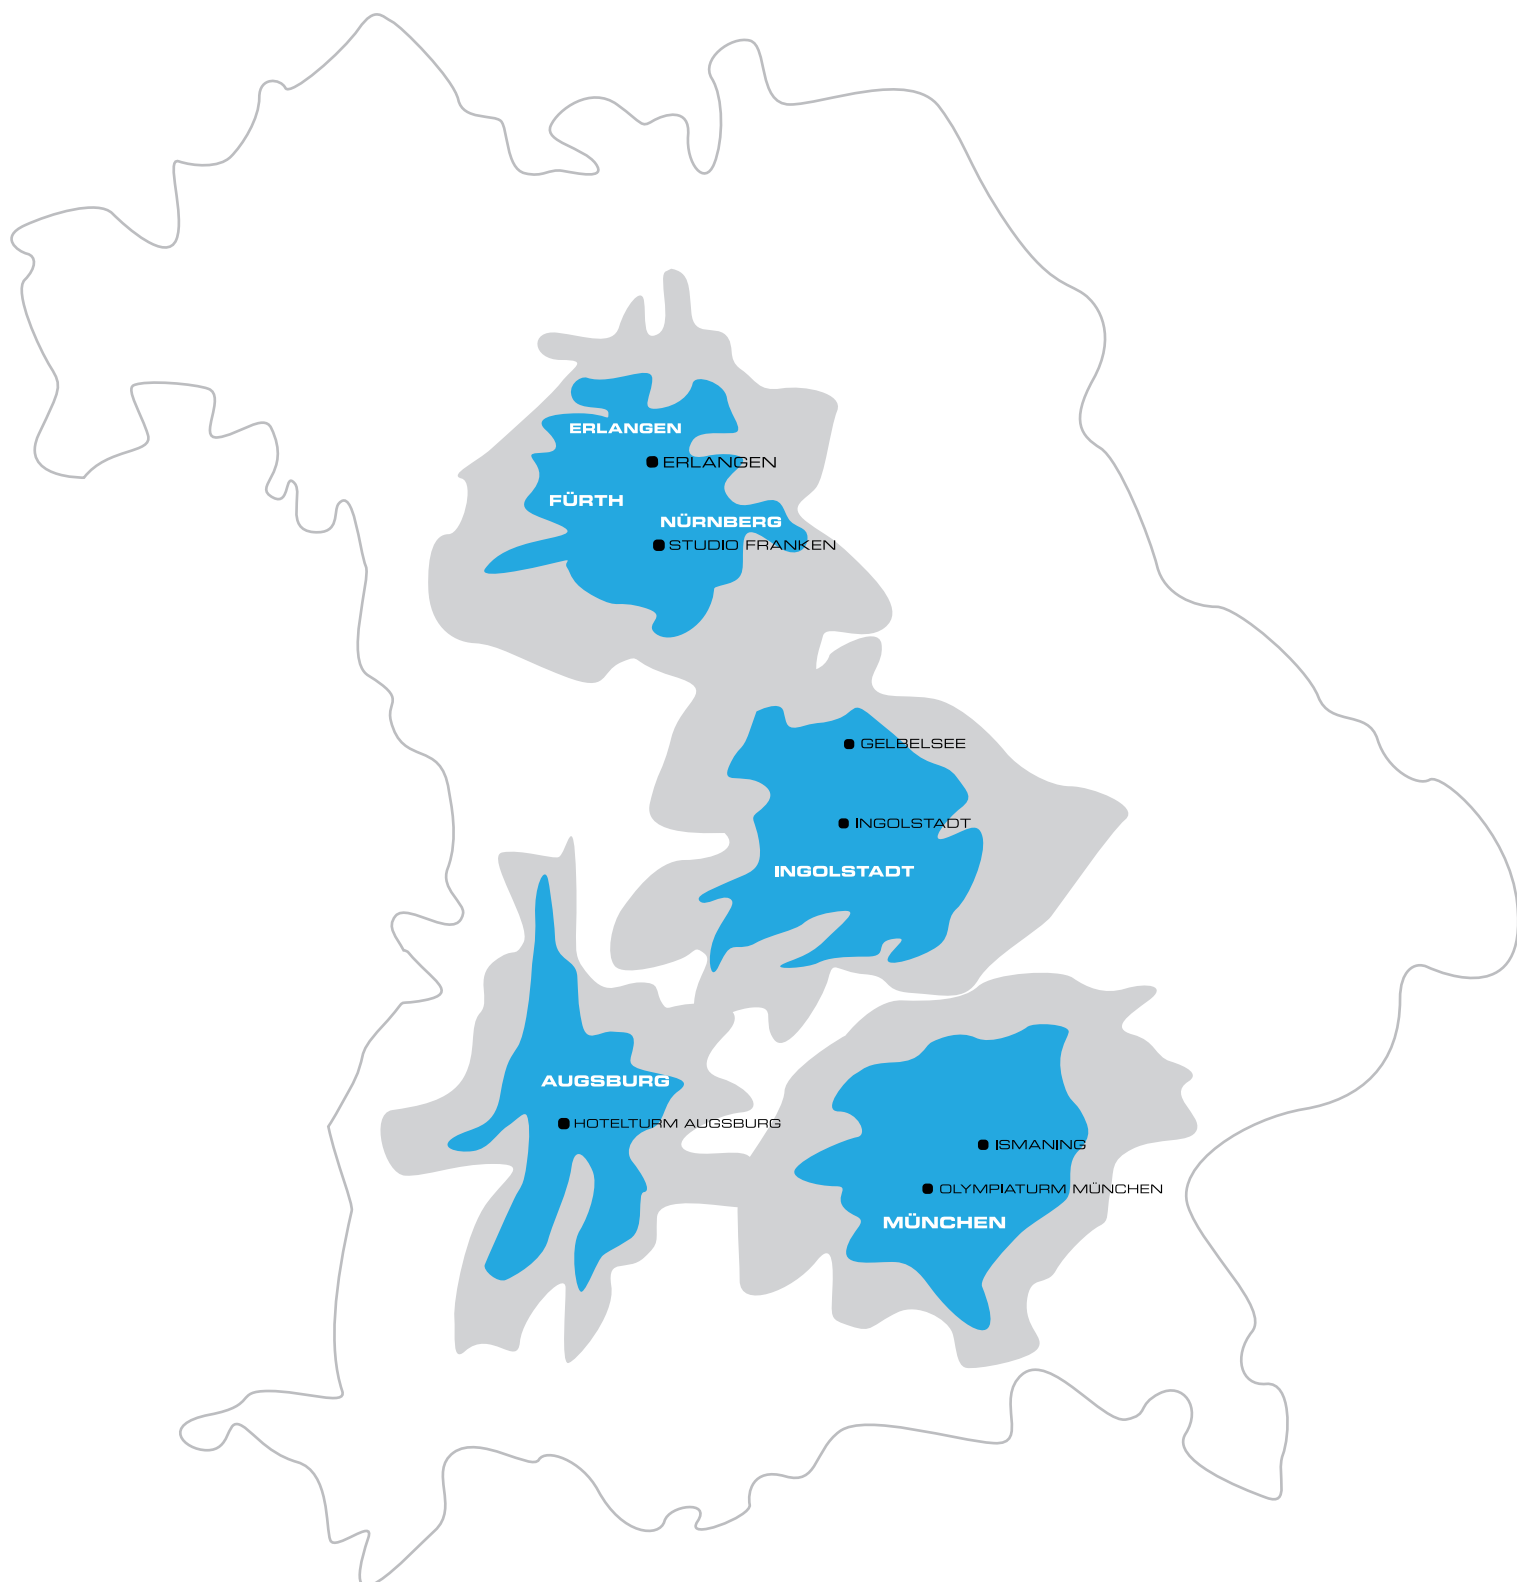 ERLANGEN
ERLANGEN
FÜRTH
NÜRNBERG
STUDIO FRANKEN
GELBELSEE
INGOLSTADT
INGOLSTADT
AUGSBURG
HOTELTURM AUGSBURG
ISMANING
OLYMPIATURM MÜNCHEN
MÜNCHEN